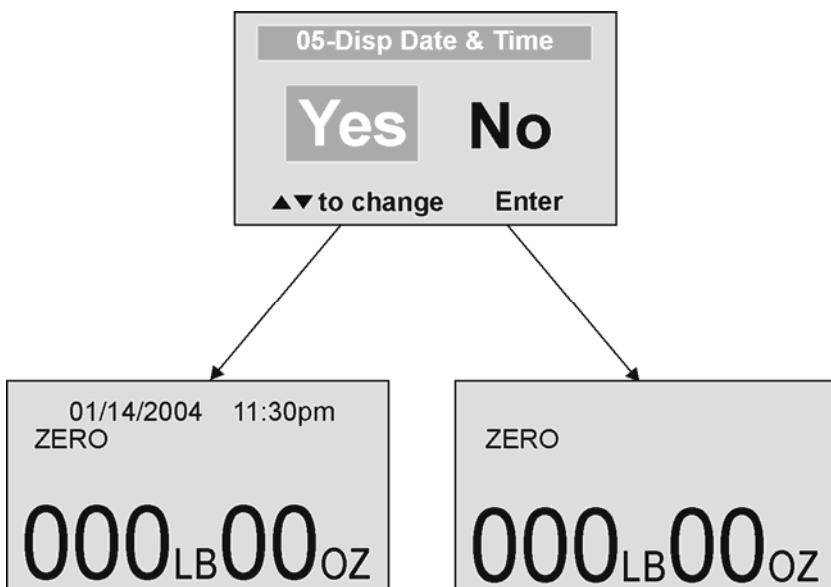 05-Disp Date & Time
Yes No
▲▼to change Enter
01/14/2004 11:30pm
ZERO
000LB00OZ
ZERO
000LB00OZ